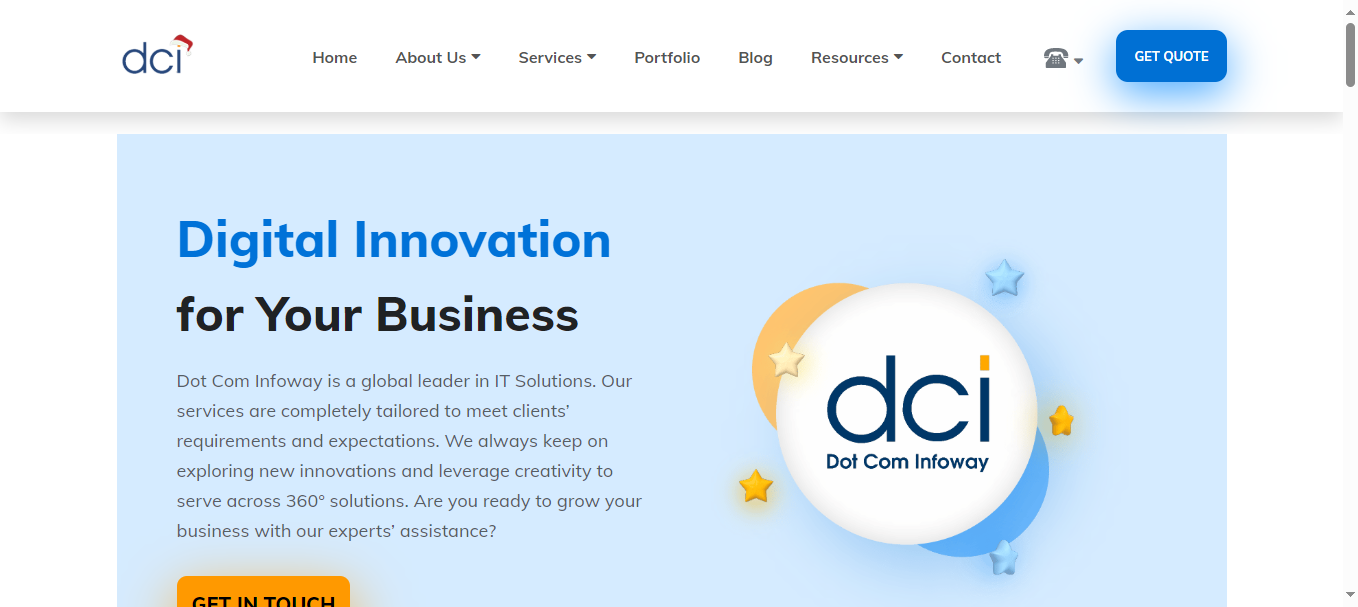 dci
Home
About Us
Services
Portfolio
Blog
Resources
Contact
GET QUOTE
Digital Innovation
for Your Business
Dot Com Infoway is a global leader in IT Solutions. Our
services are completely tailored to meet clients’
requirements and expectations. We always keep on
exploring new innovations and leverage creativity to
serve across 360° solutions. Are you ready to grow your
business with our experts’ assistance?
GET IN TOUCH
dci
Dot Com Infoway